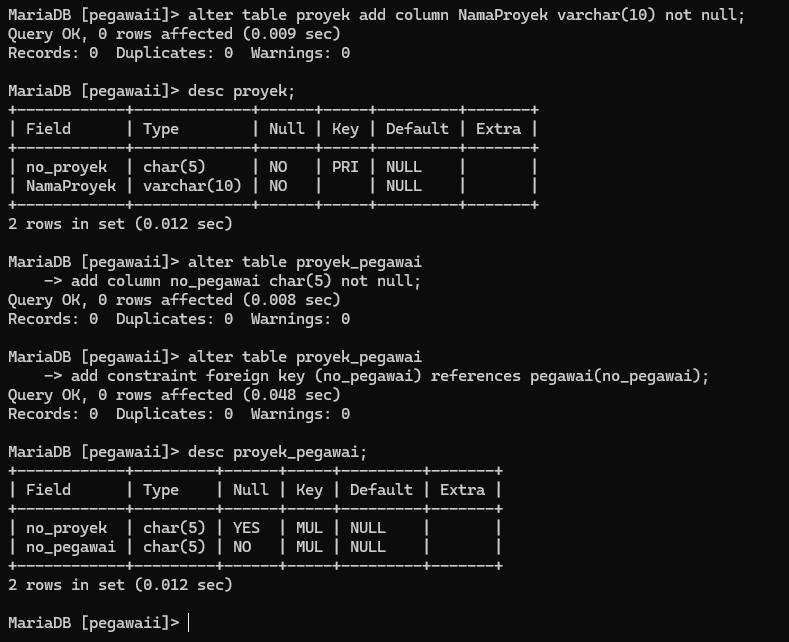 MariaDB [pegawaii]> alter table proyek add column NamaProyek varchar(10) not null;
Query OK, 0 rows affected (0.009 sec)
Records: 0  Duplicates: 0  Warnings: 0

MariaDB [pegawaii]> desc proyek;
+------------+-------------+------+-----+---------+-------+
| Field      | Type        | Null | Key | Default | Extra |
+------------+-------------+------+-----+---------+-------+
| no_proyek  | char(5)     | NO   | PRI | NULL    |       |
| NamaProyek | varchar(10) | NO   |     | NULL    |       |
+------------+-------------+------+-----+---------+-------+
2 rows in set (0.012 sec)

MariaDB [pegawaii]> alter table proyek_pegawai
    -> add column no_pegawai char(5) not null;
Query OK, 0 rows affected (0.008 sec)
Records: 0  Duplicates: 0  Warnings: 0

MariaDB [pegawaii]> alter table proyek_pegawai
    -> add constraint foreign key (no_pegawai) references pegawai(no_pegawai);
Query OK, 0 rows affected (0.048 sec)
Records: 0  Duplicates: 0  Warnings: 0

MariaDB [pegawaii]> desc proyek_pegawai;
+------------+---------+------+-----+---------+-------+
| Field      | Type    | Null | Key | Default | Extra |
+------------+---------+------+-----+---------+-------+
| no_proyek  | char(5) | YES  | MUL | NULL    |       |
| no_pegawai | char(5) | NO   | MUL | NULL    |       |
+------------+---------+------+-----+---------+-------+
2 rows in set (0.012 sec)

MariaDB [pegawaii]>